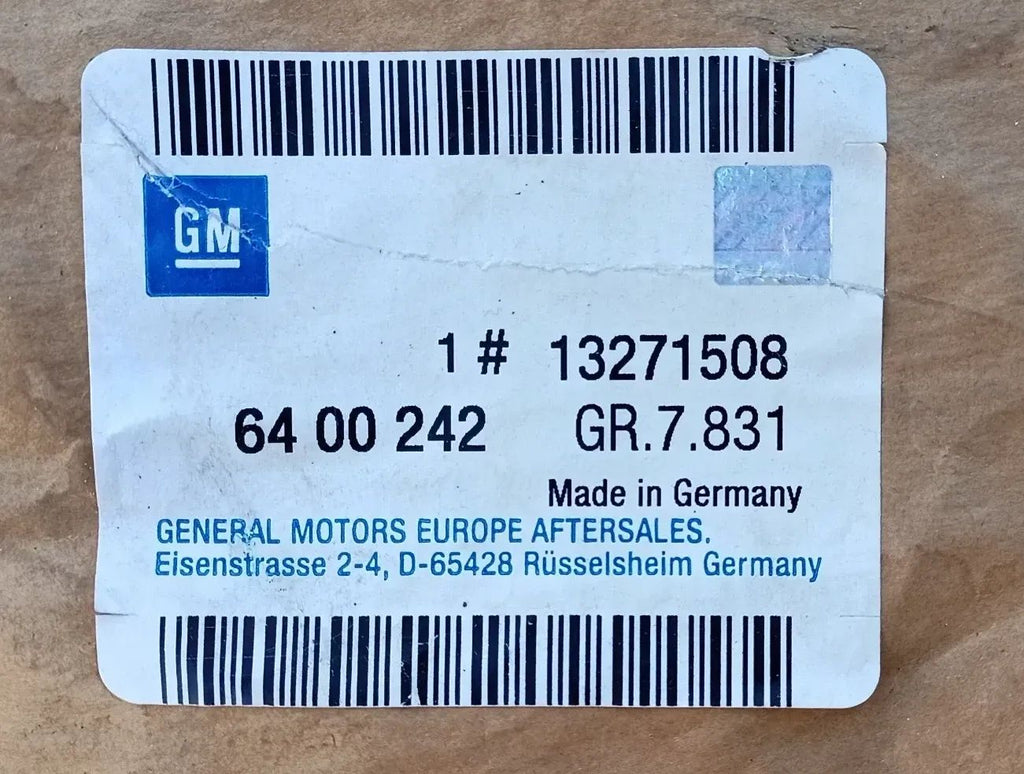 GM
1 # 13271508
64 00 242 GR.7.831
Made in Germany
GENERAL MOTORS EUROPE AFTERSALES.
Eisenstrasse 2-4, D-65428 Rüsselsheim Germany